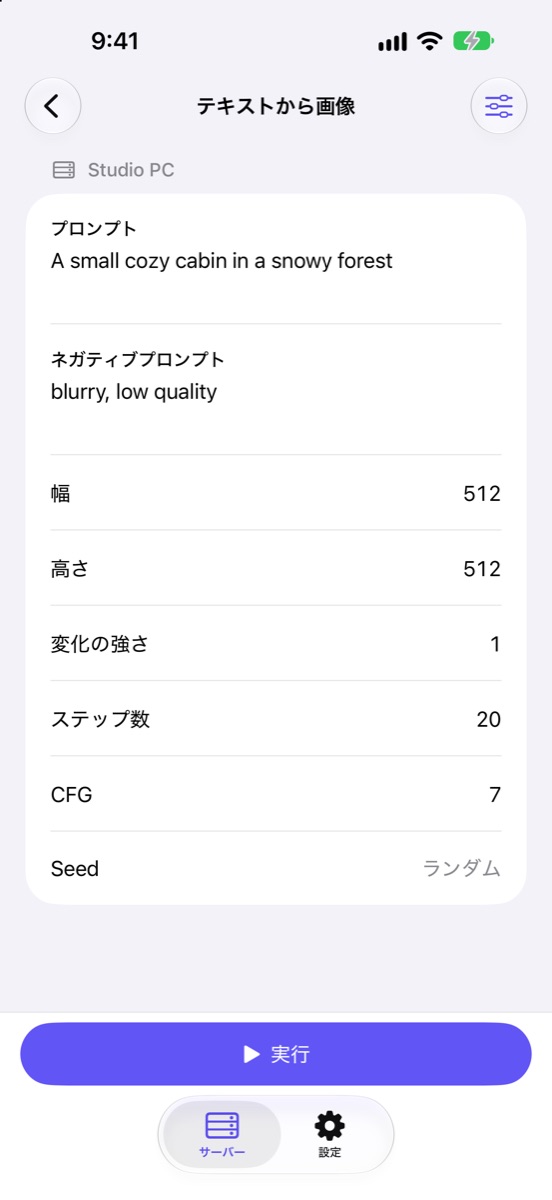 9:41
テキストから画像
Studio PC
プロンプト
A small cozy cabin in a snowy forest
ネガティブプロンプト
blurry, low quality
幅 512
高さ 512
変化の強さ 1
ステップ数 20
CFG 7
Seed ランダム
実行
サーバー 設定